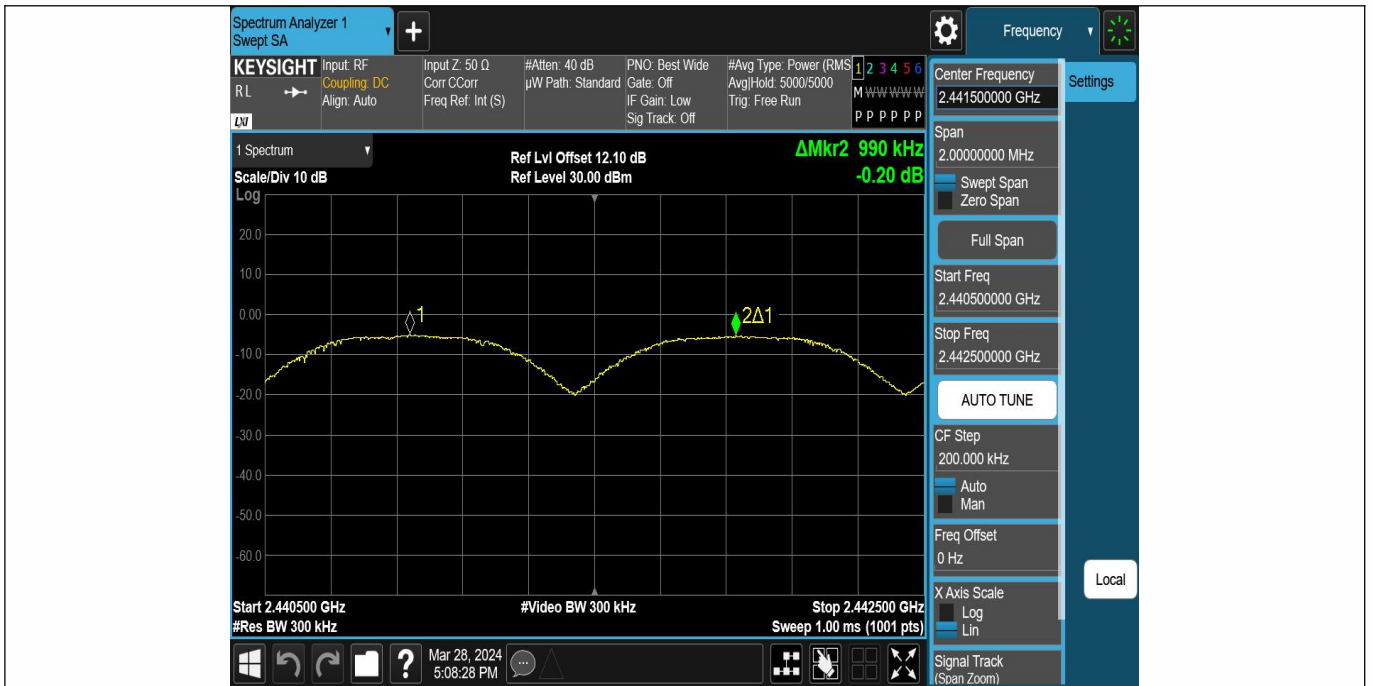 Spectrum Analyzer 1
Swept SA
+
Frequency
KEYSIGHT
RL
LXI
Input: RF
Coupling: DC
Align: Auto
Input Z: 50 Ω
Corr CCorr
Freq Ref: Int (S)
#Atten: 40 dB
µW Path: Standard
PNO: Best Wide
Gate: Off
IF Gain: Low
Sig Track: Off
#Avg Type: Power (RMS
Avg|Hold: 5000/5000
Trig: Free Run
1 2 3 4 5 6
M W W W W W
P P P P P P
1 Spectrum
Scale/Div 10 dB
Log
Ref Lvl Offset 12.10 dB
Ref Level 30.00 dBm
ΔMkr2 990 kHz
-0.20 dB
20.0
10.0
0.00
-10.0
-20.0
-30.0
-40.0
-50.0
-60.0
1
2Δ1
Start 2.440500 GHz
#Res BW 300 kHz
#Video BW 300 kHz
Stop 2.442500 GHz
Sweep 1.00 ms (1001 pts)
?
Mar 28, 2024
5:08:28 PM
Center Frequency
2.441500000 GHz
Settings
Span
2.00000000 MHz
Swept Span
Zero Span
Full Span
Start Freq
2.440500000 GHz
Stop Freq
2.442500000 GHz
AUTO TUNE
CF Step
200.000 kHz
Auto
Man
Freq Offset
0 Hz
Local
X Axis Scale
Log
Lin
Signal Track
(Span Zoom)